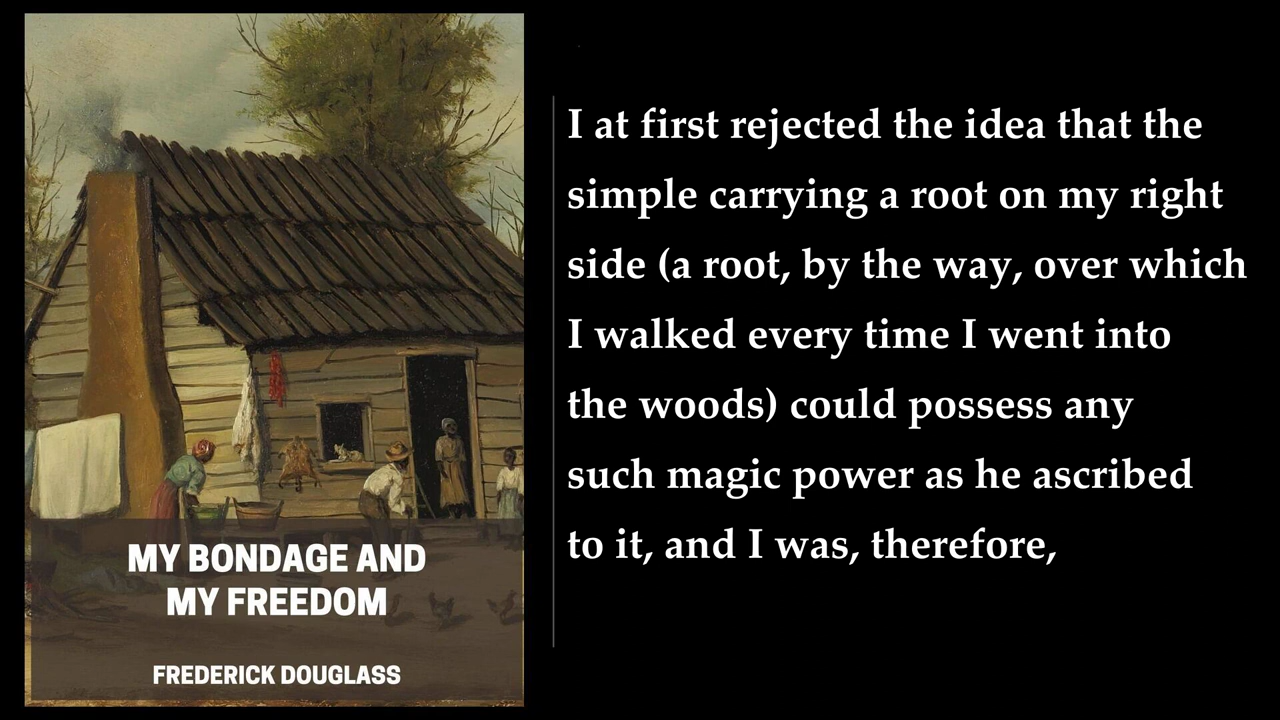 MY BONDAGE AND
MY FREEDOM
FREDERICK DOUGLASS
I at first rejected the idea that the
simple carrying a root on my right
side (a root, by the way, over which
I walked every time I went into
the woods) could possess any
such magic power as he ascribed
to it, and I was, therefore,